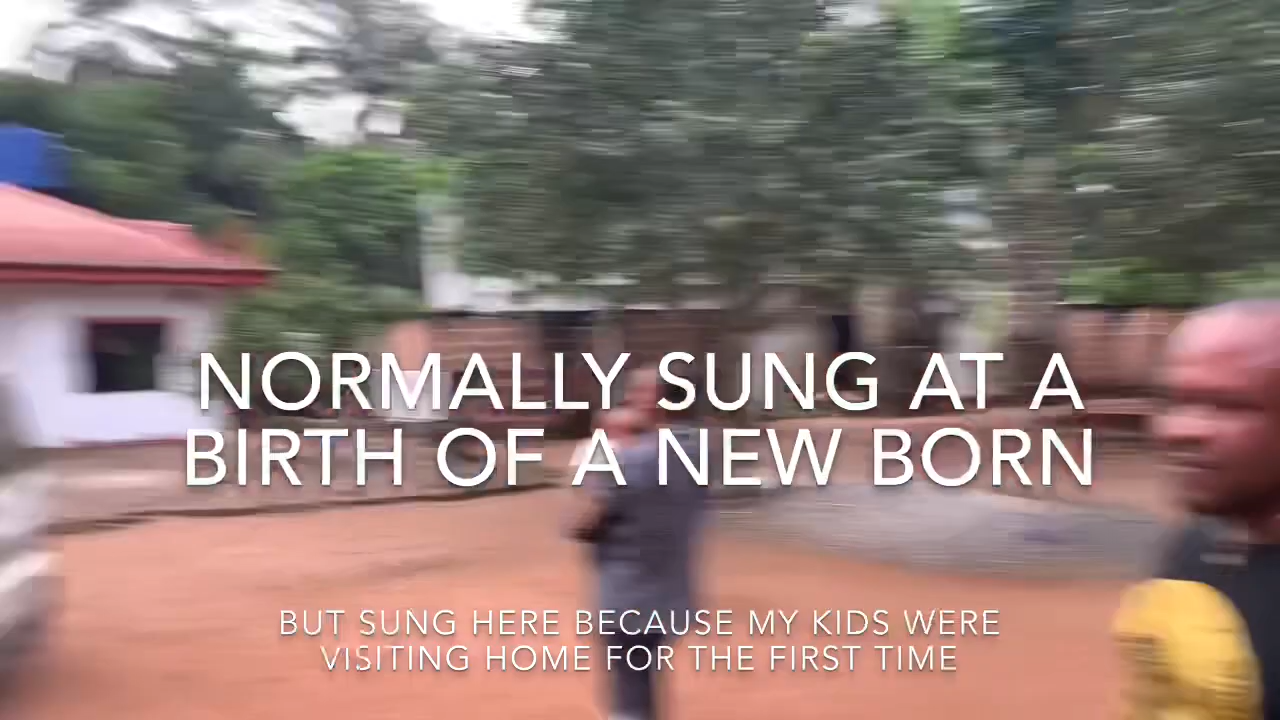 NORMALLY SUNG AT A
BIRTH OF A NEW BORN
BUT SUNG HERE BECAUSE MY KIDS WERE
VISITING HOME FOR THE FIRST TIME